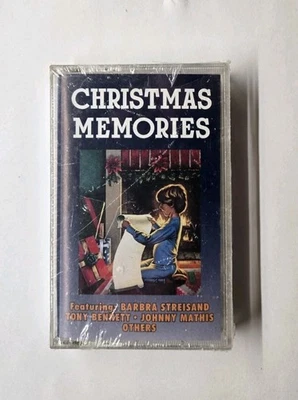 CHRISTMAS
MEMORIES
Featuring: BARBRA STREISAND
TONY BENNETT • JOHNNY MATHIS
OTHERS